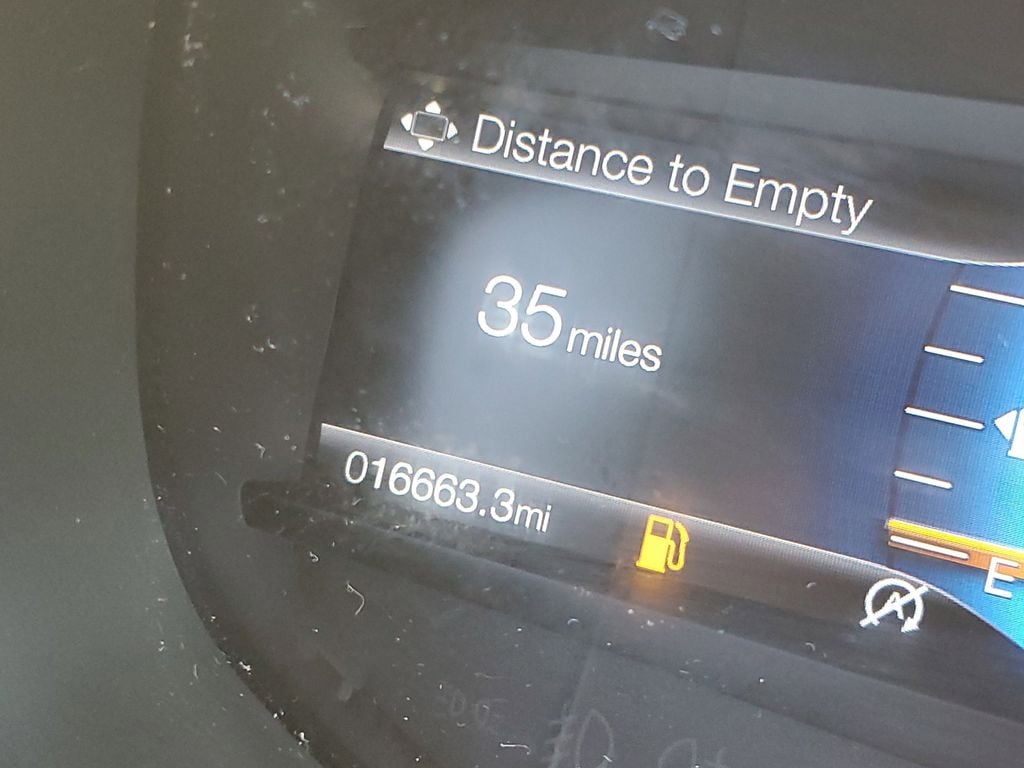 Distance to Empty
35 miles
016663.3mi
E
A